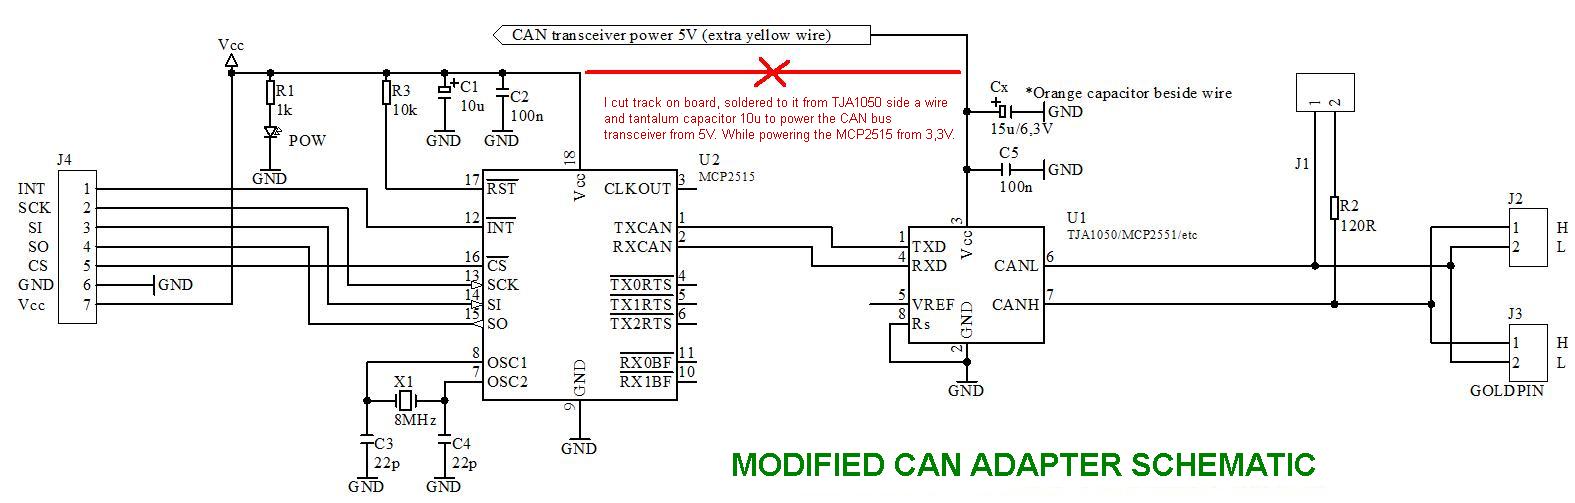 CAN transceiver power 5V (extra yellow wire)
Vcc
R1
1k
POW
GND
R3
10k
C1
10u
GND
C2
100n
GND
I cut track on board, soldered to it from TJA1050 side a wire
and tantalum capacitor 10u to power the CAN bus
transceiver from 5V. While powering the MCP2515 from 3,3V.
Cx
*Orange capacitor beside wire
GND
15u/6,3V
C5
GND
100n
1
2
J1
R2
120R
J4
INT 1
SCK 2
SI 3
SO 4
CS 5
GND 6 GND
Vcc 7
U2
MCP2515
18
Vcc
17 RST
12 INT
16 CS
13 SCK
14 SI
15 SO
8 OSC1
7 OSC2
CLKOUT 3
TXCAN 1
RXCAN 2
TX0RTS 4
TX1RTS 5
TX2RTS 6
RX0BF 11
RX1BF 10
GND
9
GND
X1
8MHz
C3
22p
GND
C4
22p
GND
U1
TJA1050/MCP2551/etc
3
Vcc
1 TXD
4 RXD
5 VREF
8 Rs
CANL 6
CANH 7
GND
2
GND
J2
1 H
2 L
J3
1 H
2 L
GOLDPIN
MODIFIED CAN ADAPTER SCHEMATIC